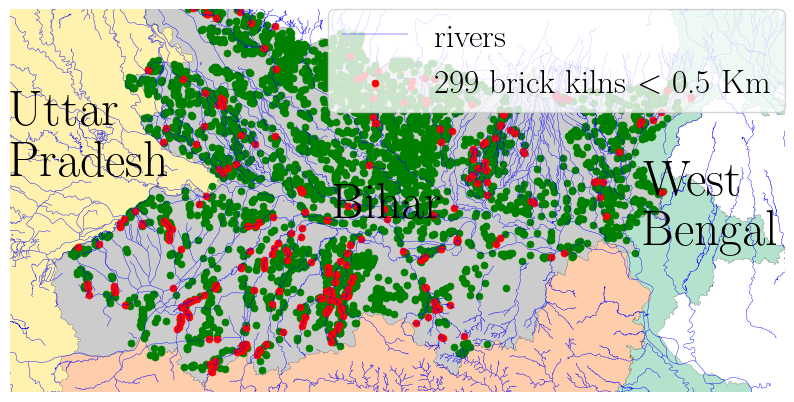 rivers
299 brick kilns < 0.5 Km
Uttar
Pradesh
Bihar
West
Bengal